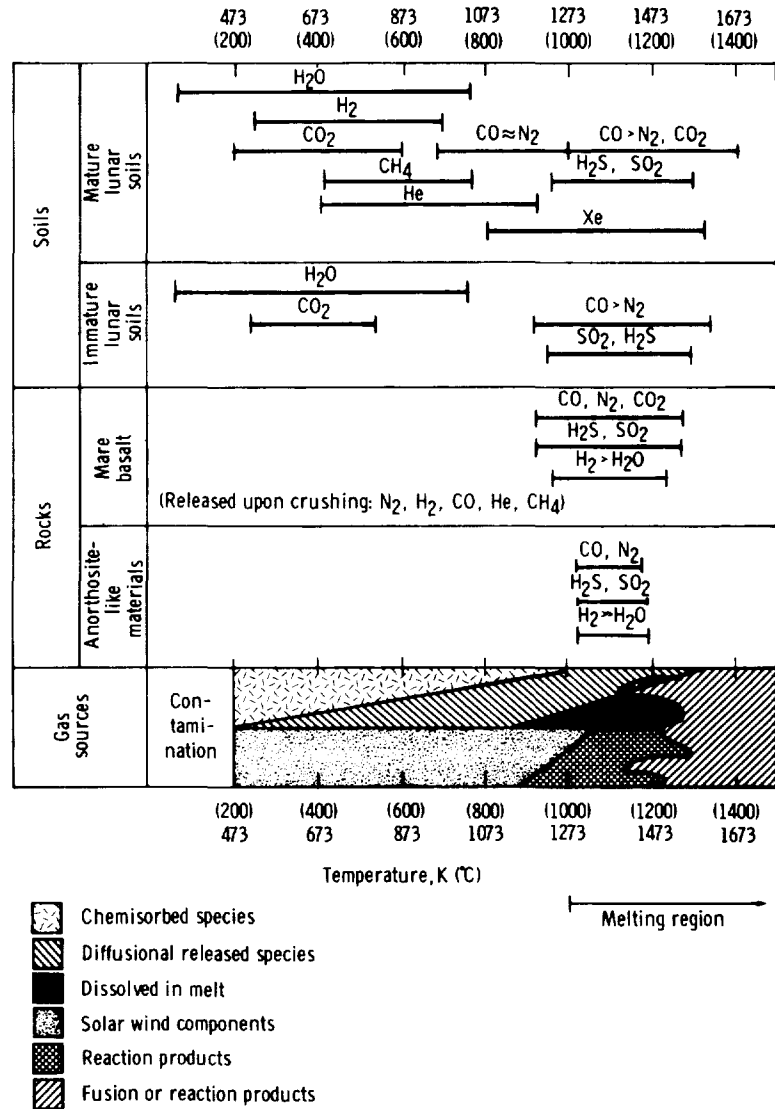 473 673 873 1073 1273 1473 1673
(200) (400) (600) (800) (1000) (1200) (1400)
Soils
Mature
lunar
soils
H2O
H2
CO2
CO≈N2
CO>N2, CO2
CH4
H2S, SO2
He
Xe
Immature
lunar
soils
H2O
CO2
CO>N2
SO2, H2S
Rocks
Mare
basalt
CO, N2, CO2
H2S, SO2
H2>H2O
(Released upon crushing: N2, H2, CO, He, CH4)
Anorthosite-
like
materials
CO, N2
H2S, SO2
H2≫H2O
Gas
sources
Con-
tami-
nation
(200) (400) (600) (800) (1000) (1200) (1400)
473 673 873 1073 1273 1473 1673
Temperature, K (°C)
Melting region
Chemisorbed species
Diffusional released species
Dissolved in melt
Solar wind components
Reaction products
Fusion or reaction products